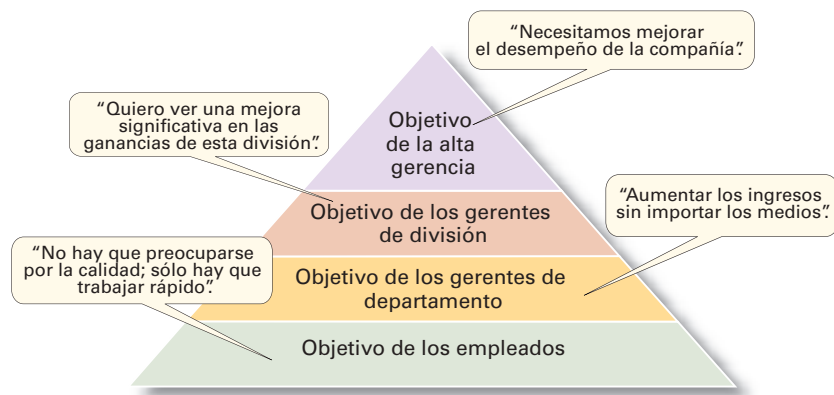 “Necesitamos mejorar
el desempeño de la compañía”.
“Quiero ver una mejora
significativa en las
ganancias de esta división”.
Objetivo
de la alta
gerencia
“Aumentar los ingresos
sin importar los medios”.
Objetivo de los gerentes
de división
“No hay que preocuparse
por la calidad; sólo hay que
trabajar rápido”.
Objetivo de los gerentes de
departamento
Objetivo de los empleados